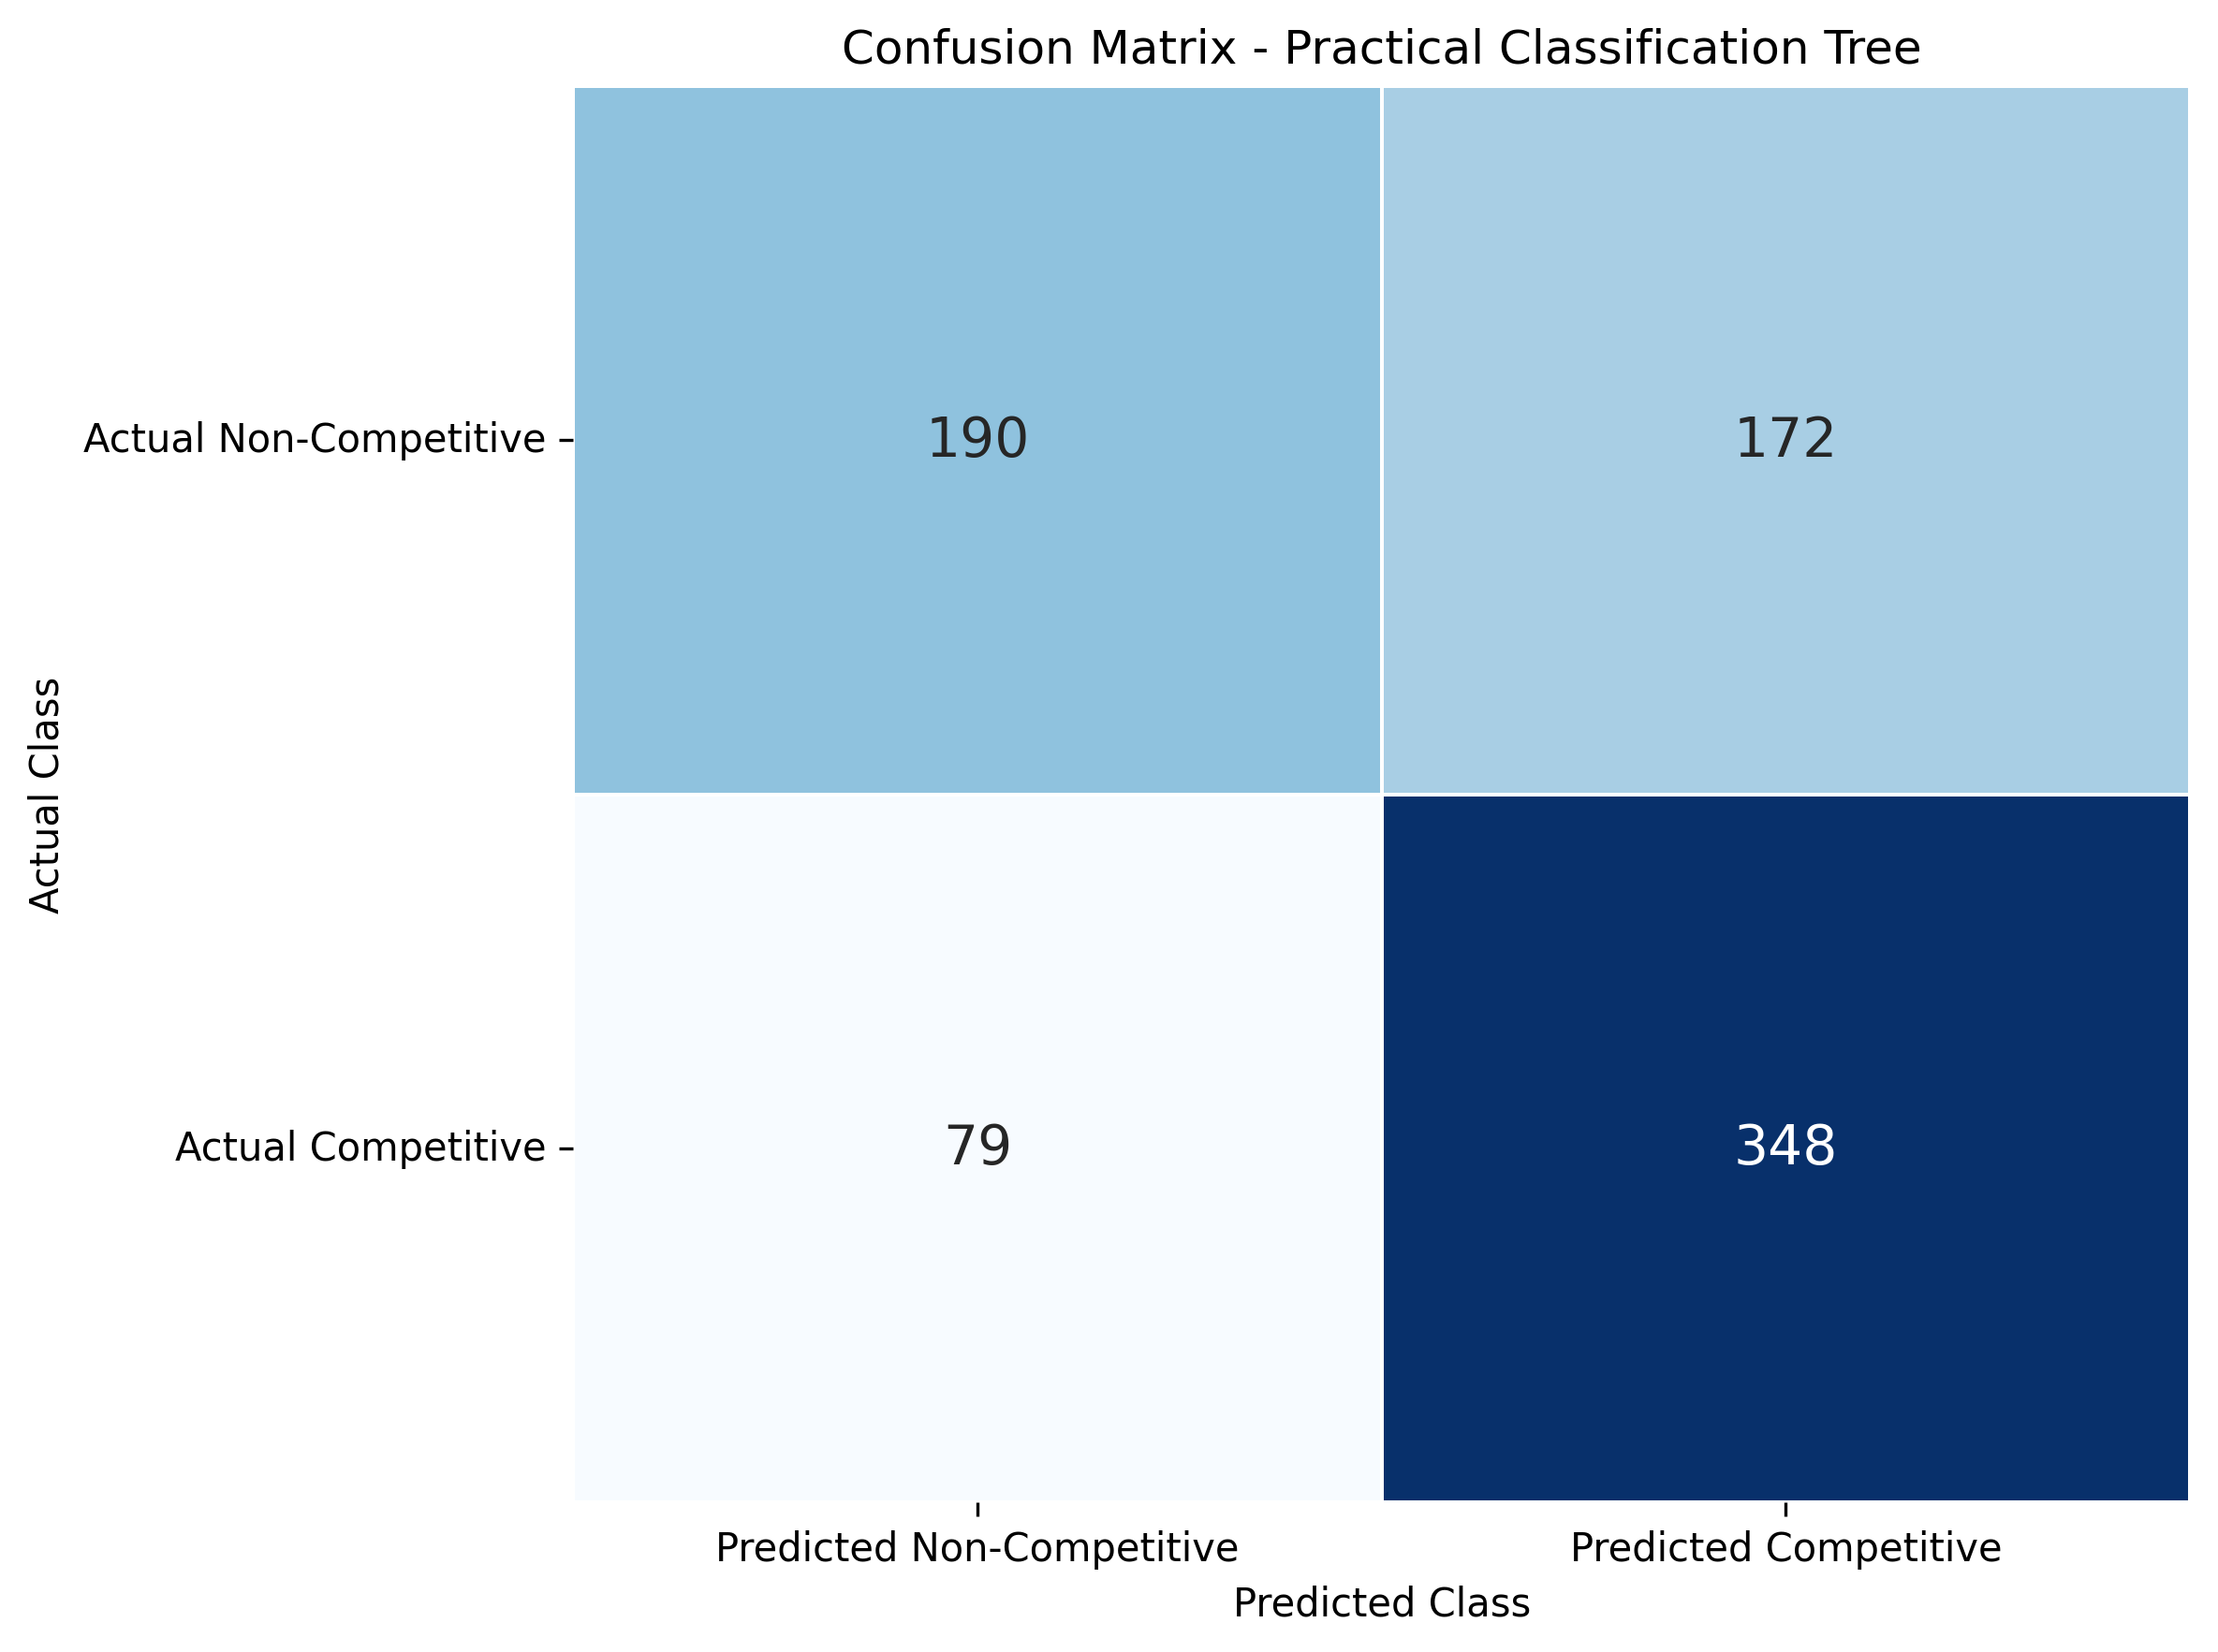 Confusion Matrix - Practical Classification Tree
Actual Class
Actual Non-Competitive
190
172
Actual Competitive
79
348
Predicted Non-Competitive
Predicted Competitive
Predicted Class